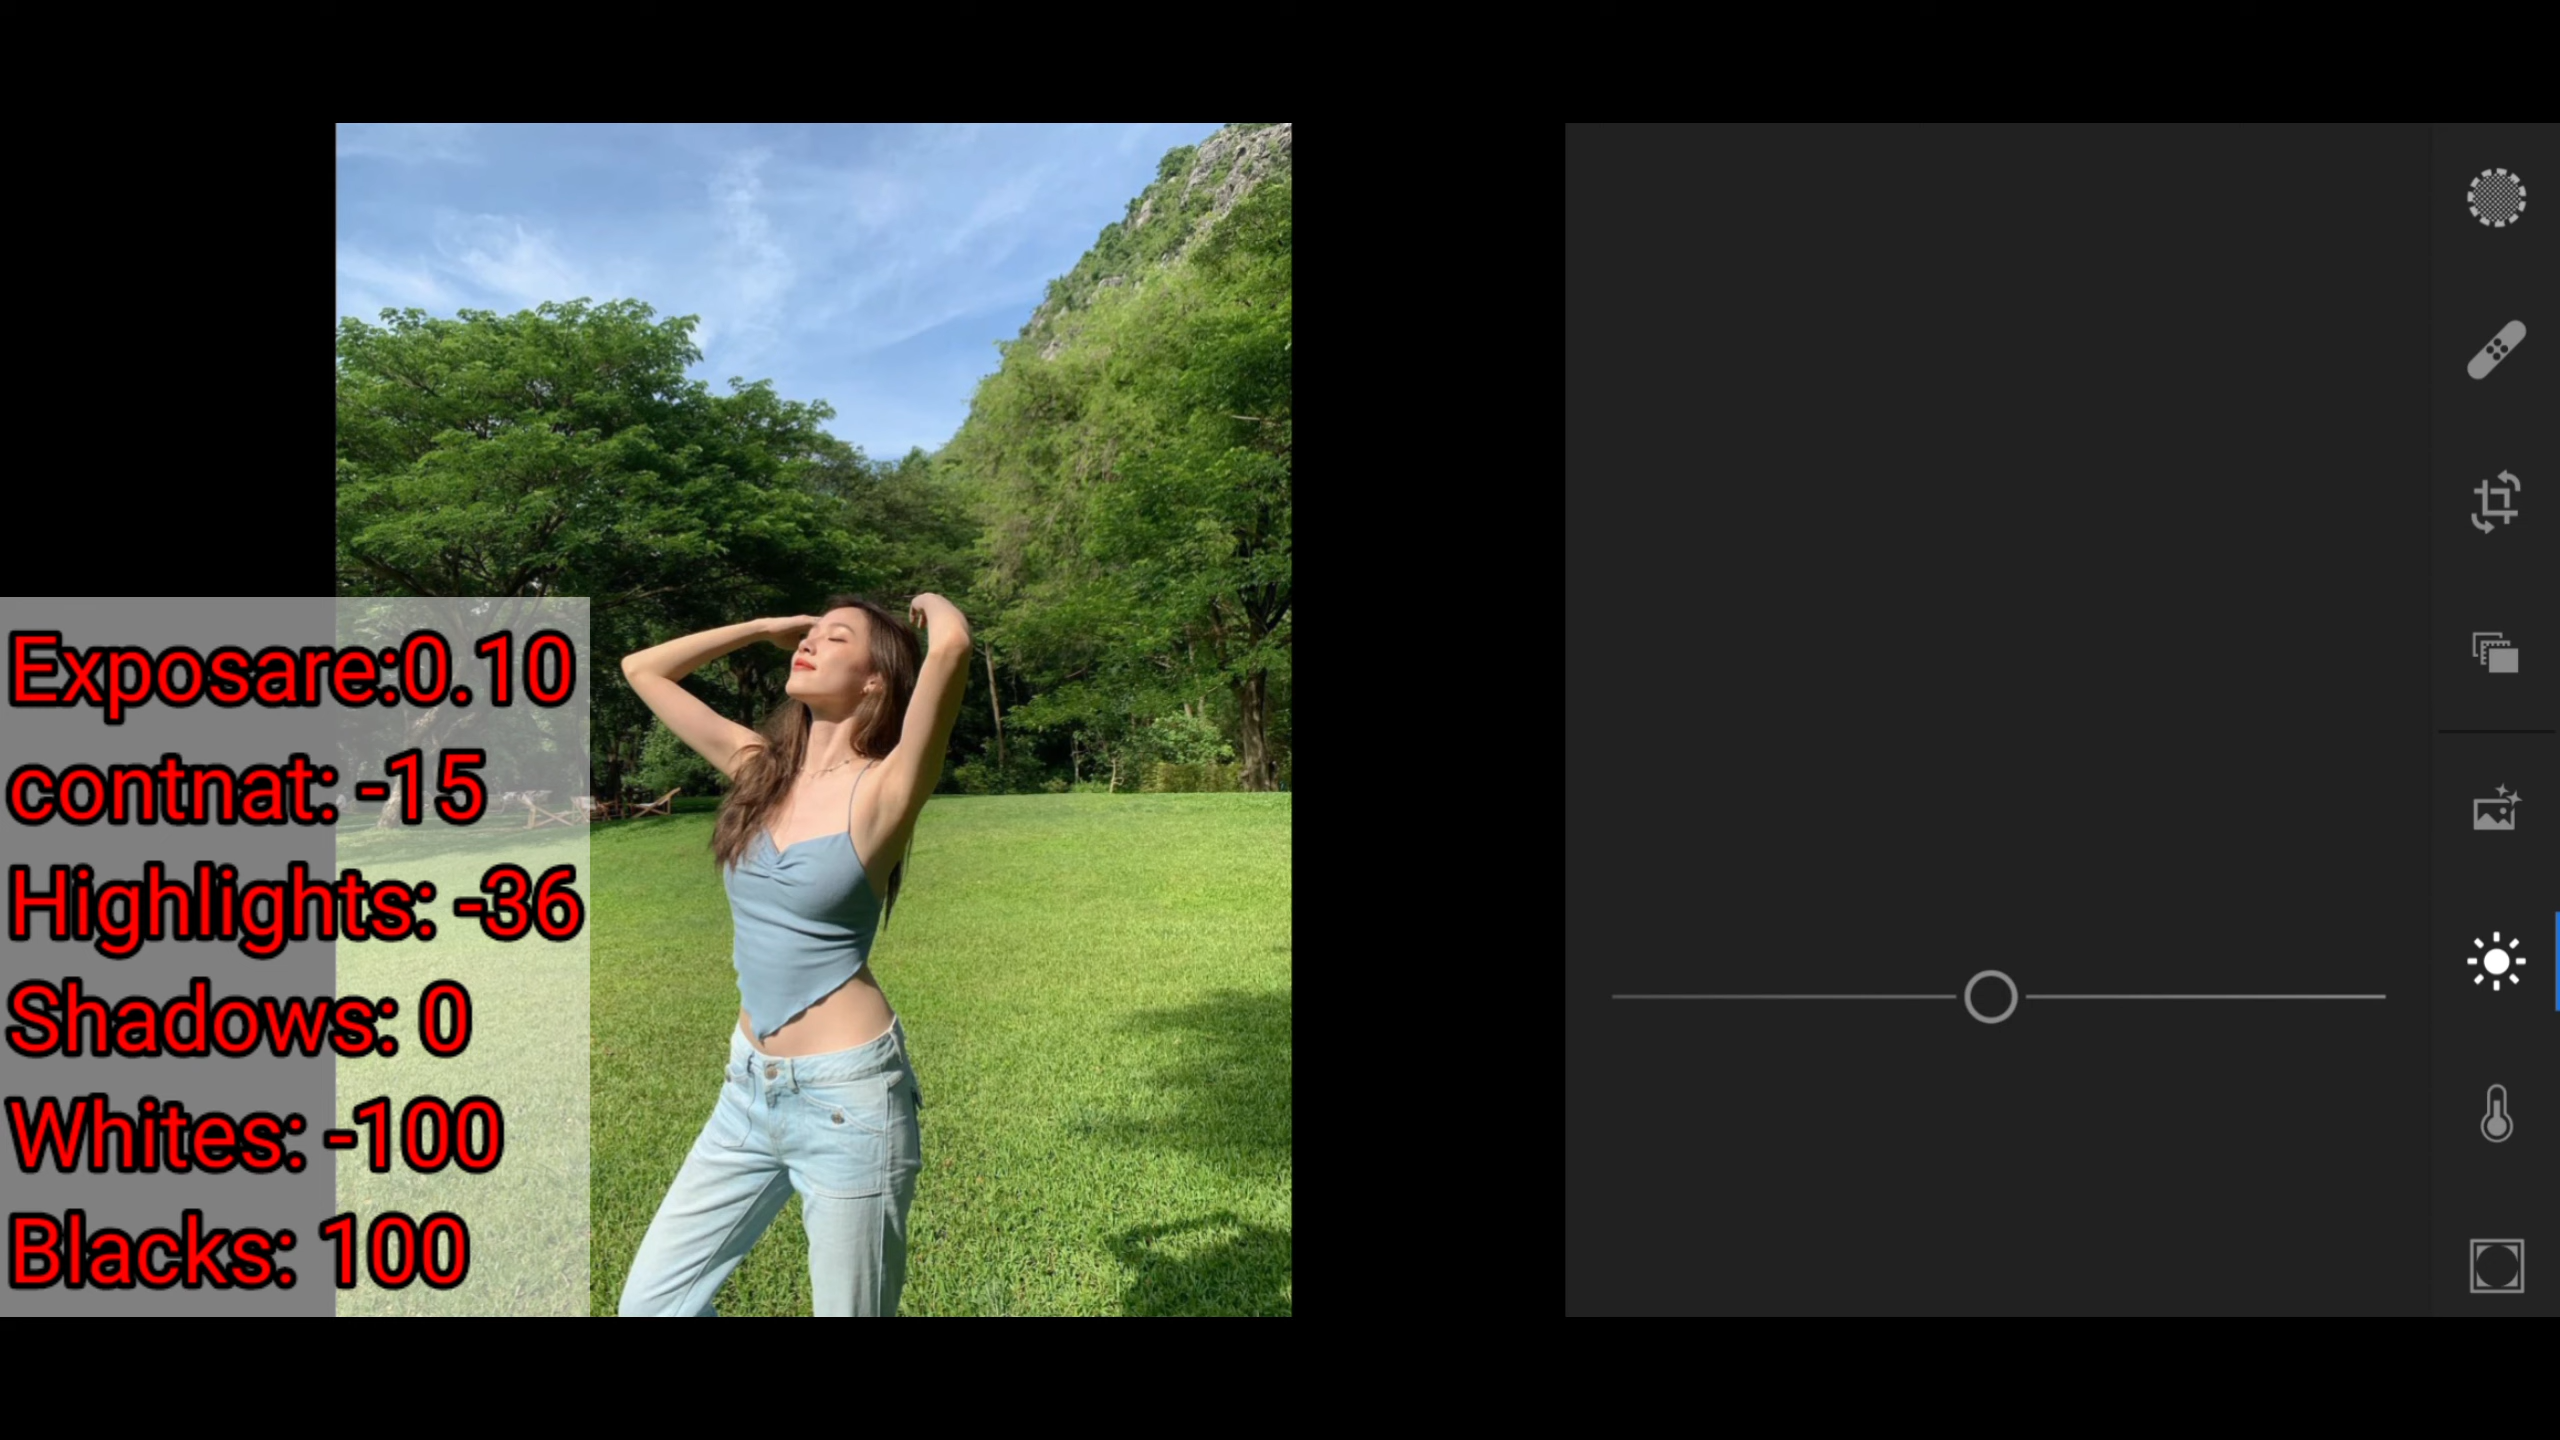 Exposare:0.10
contnat: -15
Highlights: -36
Shadows: 0
Whites: -100
Blacks: 100